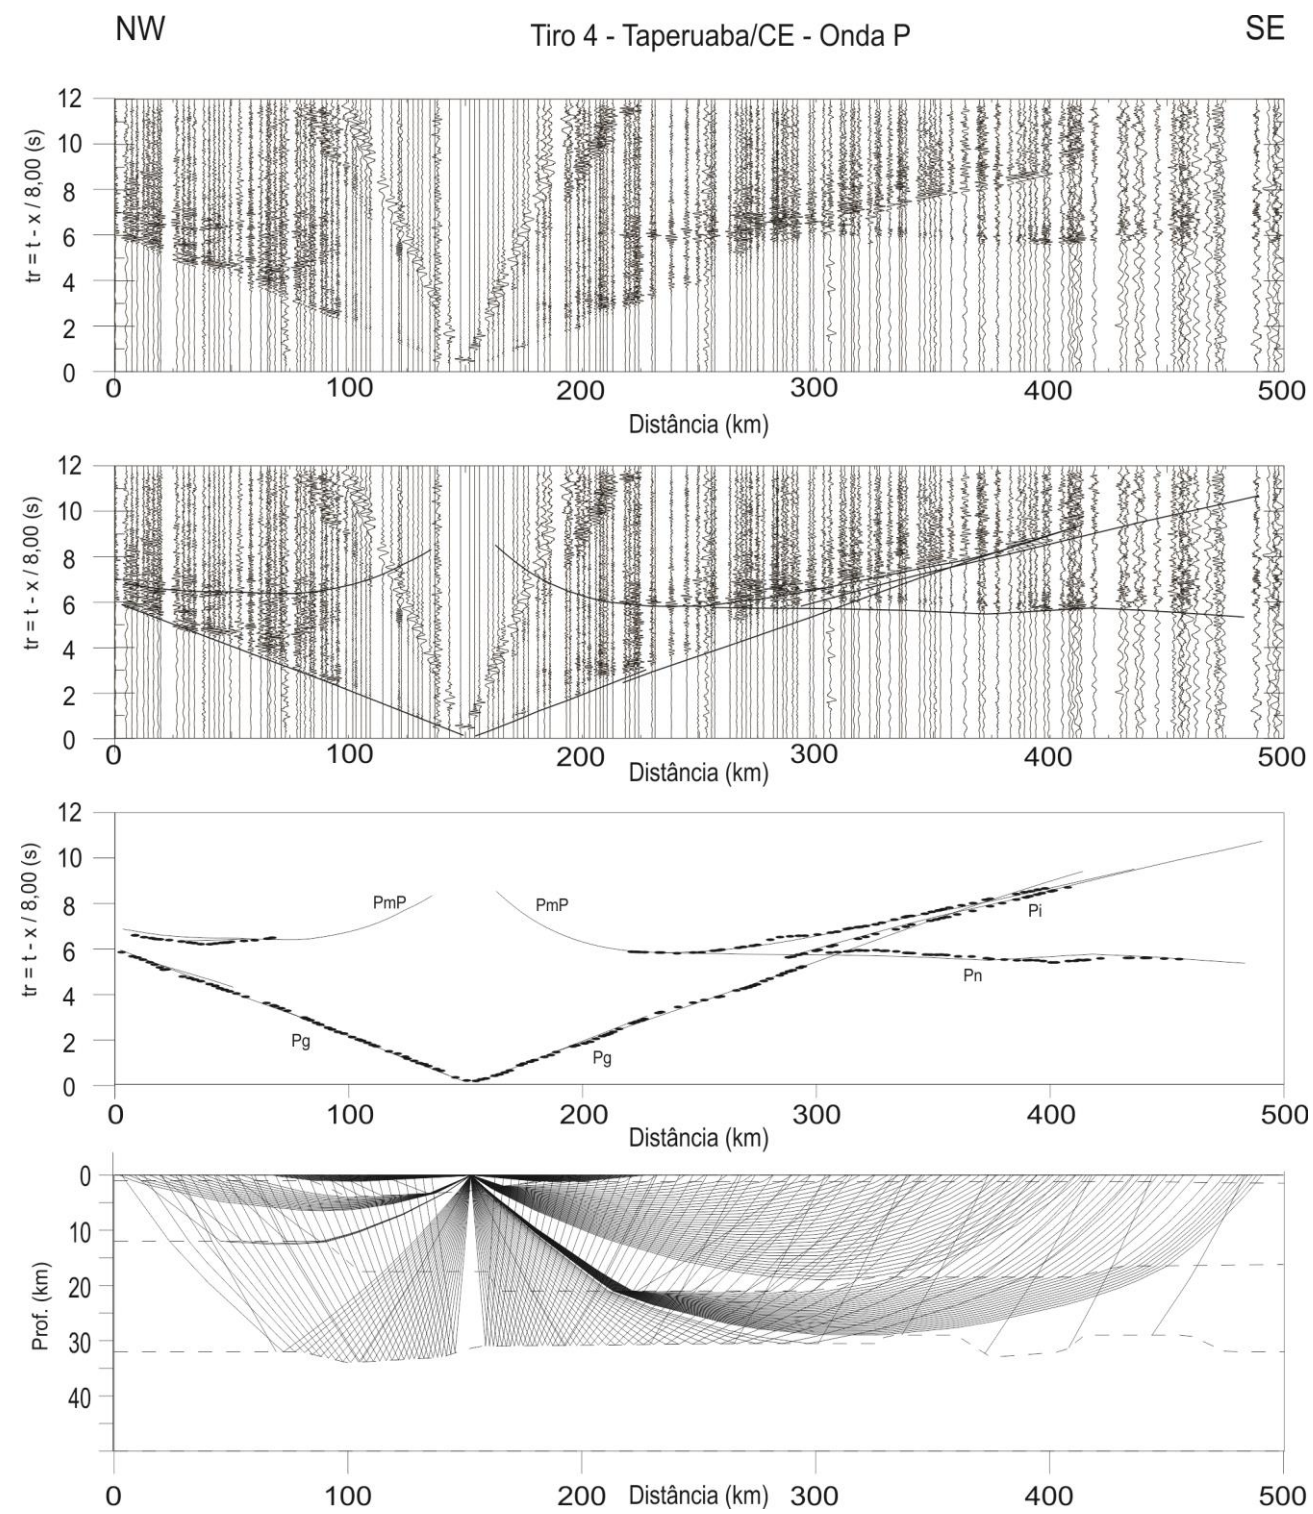 NW
Tiro 4 - Taperuaba/CE - Onda P
SE
tr = t - x / 8,00 (s)
12
10
8
6
4
2
0
0 100 200 300 400 500
Distância (km)
tr = t - x / 8,00 (s)
12
10
8
6
4
2
0
0 100 200 300 400 500
Distância (km)
tr = t - x / 8,00 (s)
12
10
8
6
4
2
0
PmP
PmP
Pi
Pn
Pg
Pg
0 100 200 300 400 500
Distância (km)
Prof. (km)
0
10
20
30
40
0 100 200 Distância (km) 300 400 500